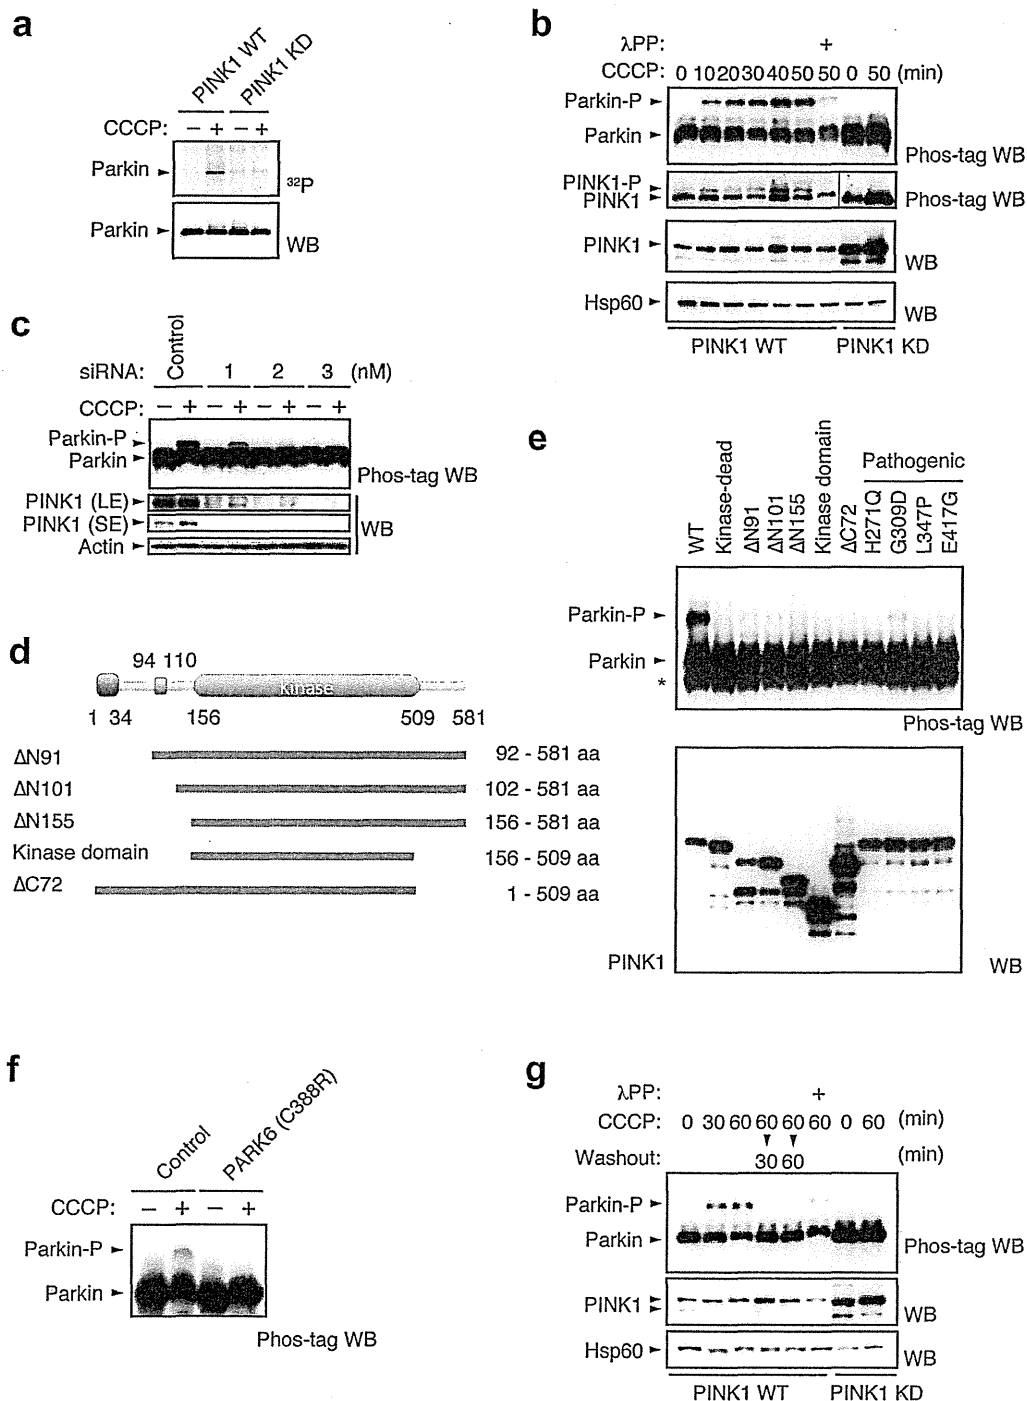 a
PINK1 WT
PINK1 KD
CCCP: − + − +
Parkin
32P
Parkin
WB
b
λPP: +
CCCP: 0 10 20 30 40 50 50 0 50 (min)
Parkin-P
Parkin
Phos-tag WB
PINK1-P
PINK1
Phos-tag WB
PINK1
WB
Hsp60
WB
PINK1 WT PINK1 KD
c
Control
siRNA: 1 2 3 (nM)
CCCP: − + − + − + − +
Parkin-P
Parkin
Phos-tag WB
PINK1 (LE)
PINK1 (SE)
WB
Actin
d
94 110
kinase
1 34 156 509 581
ΔN91 92 - 581 aa
ΔN101 102 - 581 aa
ΔN155 156 - 581 aa
Kinase domain 156 - 509 aa
ΔC72 1 - 509 aa
e
Pathogenic
WT
Kinase-dead
ΔN91
ΔN101
ΔN155
Kinase domain
ΔC72
H271Q
G309D
L347P
E417G
Parkin-P
Parkin
*
Phos-tag WB
PINK1
WB
f
Control
PARK6 (C388R)
CCCP: − + − +
Parkin-P
Parkin
Phos-tag WB
g
λPP: +
CCCP: 0 30 60 60 60 60 0 60 (min)
Washout: 30 60 (min)
Parkin-P
Parkin
Phos-tag WB
PINK1
WB
Hsp60
WB
PINK1 WT PINK1 KD